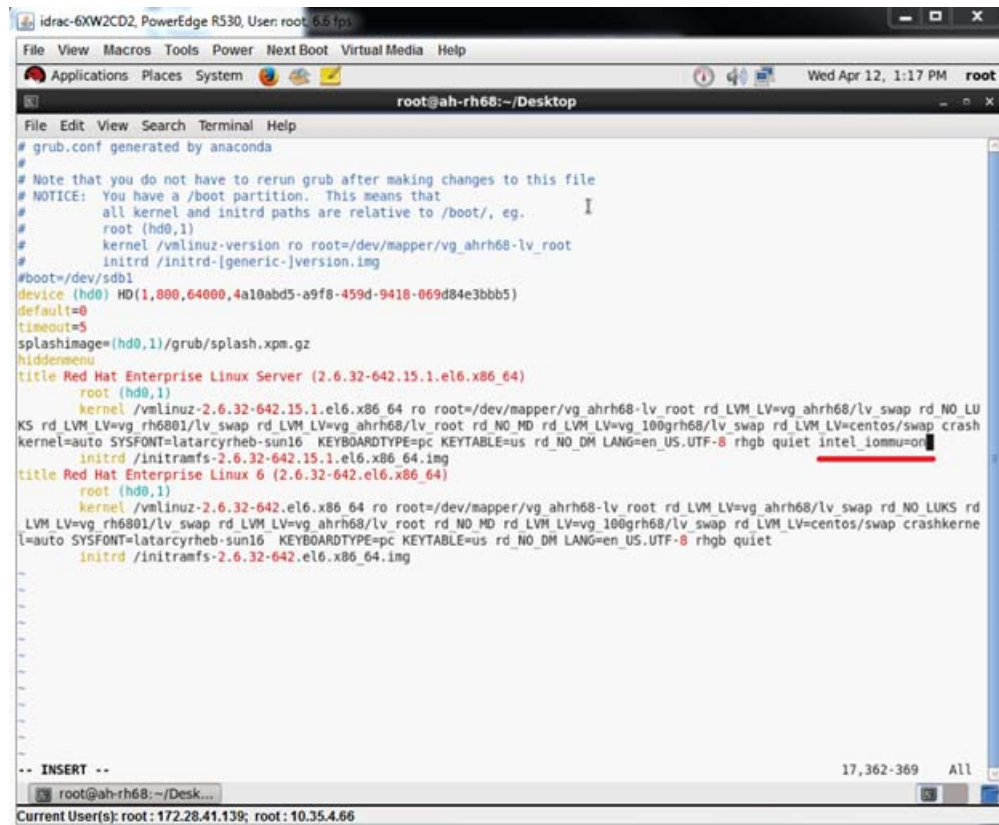 idrac-6XW2CD2, PowerEdge R530, User: root, 6.6 fps
File View Macros Tools Power Next Boot Virtual Media Help
Applications Places System Wed Apr 12, 1:17 PM root
root@ah-rh68:~/Desktop
File Edit View Search Terminal Help
# grub.conf generated by anaconda
#
# Note that you do not have to rerun grub after making changes to this file
# NOTICE: You have a /boot partition. This means that
# all kernel and initrd paths are relative to /boot/, eg.
# root (hd0,1)
# kernel /vmlinuz-version ro root=/dev/mapper/vg_ahrh68-lv_root
# initrd /initrd-[generic-]version.img
#boot=/dev/sdb1
device (hd0) HD(1,800,64000,4a10abd5-a9f8-459d-9418-069d84e3bbb5)
default=0
timeout=5
splashimage=(hd0,1)/grub/splash.xpm.gz
hiddenmenu
title Red Hat Enterprise Linux Server (2.6.32-642.15.1.el6.x86_64)
root (hd0,1)
kernel /vmlinuz-2.6.32-642.15.1.el6.x86_64 ro root=/dev/mapper/vg_ahrh68-lv_root rd_LVM_LV=vg_ahrh68/lv_swap rd_NO_LU
KS rd_LVM_LV=vg_rh6801/lv_swap rd_LVM_LV=vg_ahrh68/lv_root rd_NO_MD rd_LVM_LV=vg_100grh68/lv_swap rd_LVM_LV=centos/swap crash
kernel=auto SYSFONT=latarcyrheb-sun16 KEYBOARDTYPE=pc KEYTABLE=us rd_NO_DM LANG=en_US.UTF-8 rhgb quiet intel_iommu=on
initrd /initramfs-2.6.32-642.15.1.el6.x86_64.img
title Red Hat Enterprise Linux 6 (2.6.32-642.el6.x86_64)
root (hd0,1)
kernel /vmlinuz-2.6.32-642.el6.x86_64 ro root=/dev/mapper/vg_ahrh68-lv_root rd_LVM_LV=vg_ahrh68/lv_swap rd_NO_LUKS rd
_LVM_LV=vg_rh6801/lv_swap rd_LVM_LV=vg_ahrh68/lv_root rd_NO_MD rd_LVM_LV=vg_100grh68/lv_swap rd_LVM_LV=centos/swap crashkerne
l=auto SYSFONT=latarcyrheb-sun16 KEYBOARDTYPE=pc KEYTABLE=us rd_NO_DM LANG=en_US.UTF-8 rhgb quiet
initrd /initramfs-2.6.32-642.el6.x86_64.img
~
~
~
~
~
~
~
~
~
~
~
-- INSERT -- 17,362-369 All
root@ah-rh68:~/Desk...
Current User(s): root : 172.28.41.139; root : 10.35.4.66